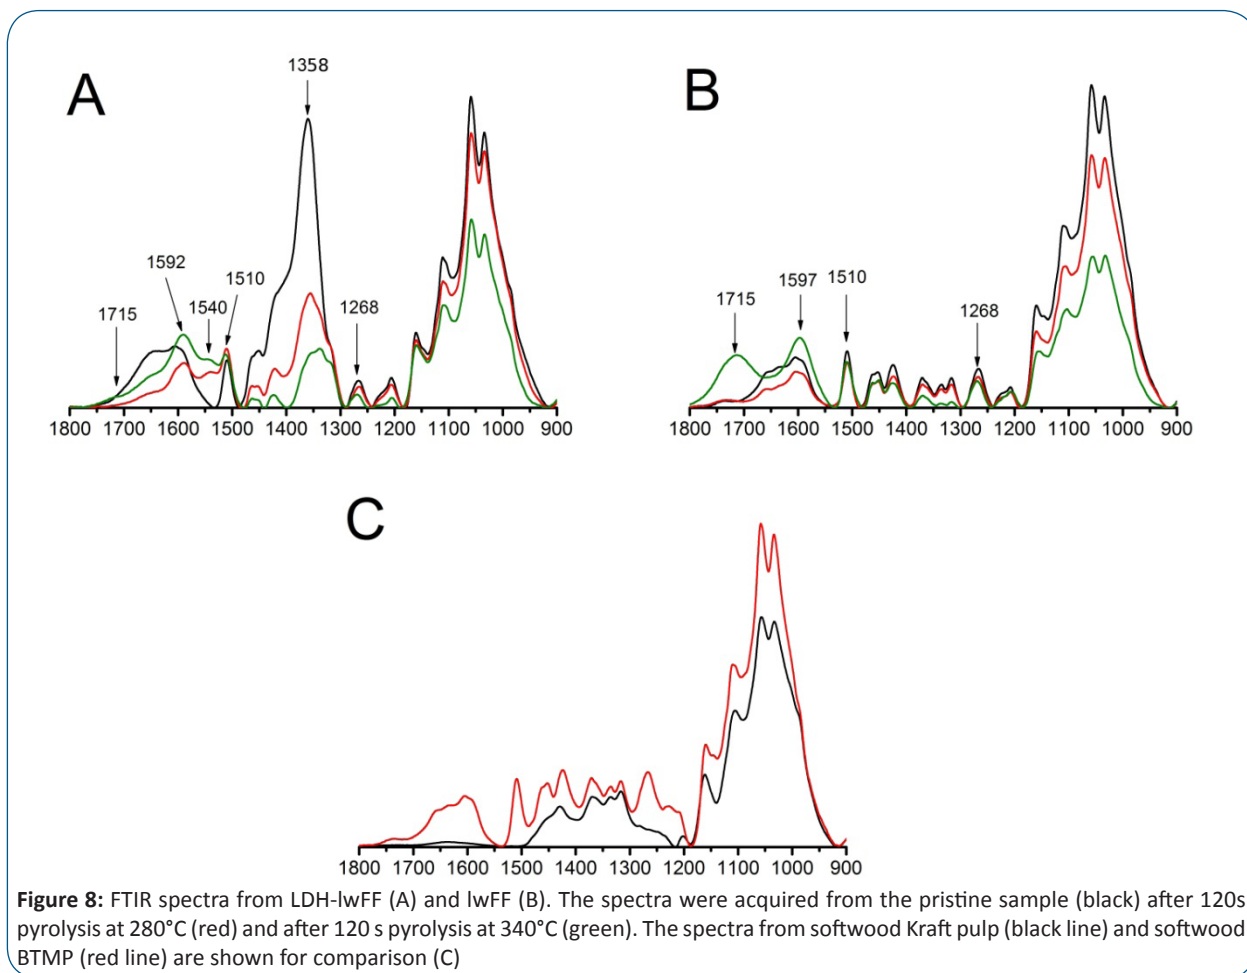 A
1358
1592
1715
1540
1510
1268
1800 1700 1600 1500 1400 1300 1200 1100 1000 900
B
1715
1597
1510
1268
1800 1700 1600 1500 1400 1300 1200 1100 1000 900
C
1800 1700 1600 1500 1400 1300 1200 1100 1000 900
Figure 8: FTIR spectra from LDH-lwFF (A) and lwFF (B). The spectra were acquired from the pristine sample (black) after 120s
pyrolysis at 280°C (red) and after 120 s pyrolysis at 340°C (green). The spectra from softwood Kraft pulp (black line) and softwood
BTMP (red line) are shown for comparison (C)